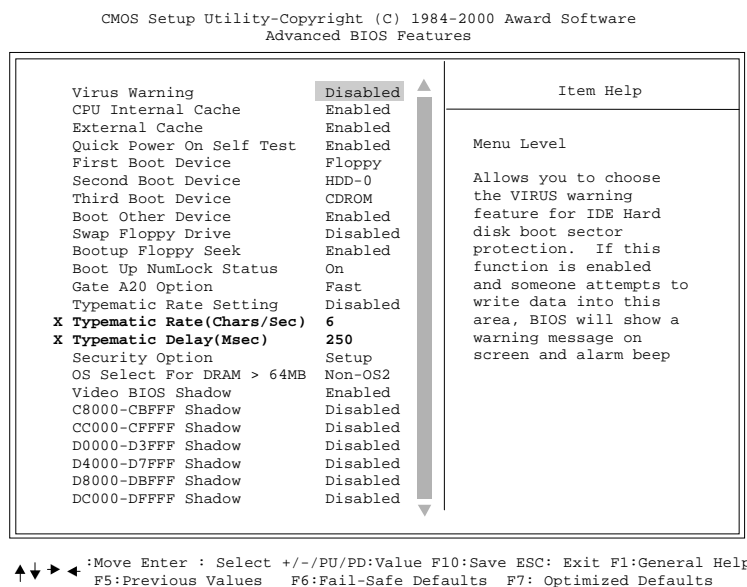 CMOS Setup Utility-Copyright (C) 1984-2000 Award Software
Advanced BIOS Features
Virus Warning Disabled
CPU Internal Cache Enabled
External Cache Enabled
Quick Power On Self Test Enabled
First Boot Device Floppy
Second Boot Device HDD-0
Third Boot Device CDROM
Boot Other Device Enabled
Swap Floppy Drive Disabled
Bootup Floppy Seek Enabled
Boot Up NumLock Status On
Gate A20 Option Fast
Typematic Rate Setting Disabled
X Typematic Rate(Chars/Sec) 6
X Typematic Delay(Msec) 250
Security Option Setup
OS Select For DRAM > 64MB Non-OS2
Video BIOS Shadow Enabled
C8000-CBFFF Shadow Disabled
CC000-CFFFF Shadow Disabled
D0000-D3FFF Shadow Disabled
D4000-D7FFF Shadow Disabled
D8000-DBFFF Shadow Disabled
DC000-DFFFF Shadow Disabled
Item Help
Menu Level
Allows you to choose
the VIRUS warning
feature for IDE Hard
disk boot sector
protection. If this
function is enabled
and someone attempts to
write data into this
area, BIOS will show a
warning message on
screen and alarm beep
:Move Enter : Select +/-/PU/PD:Value F10:Save ESC: Exit F1:General Help
F5:Previous Values F6:Fail-Safe Defaults F7: Optimized Defaults